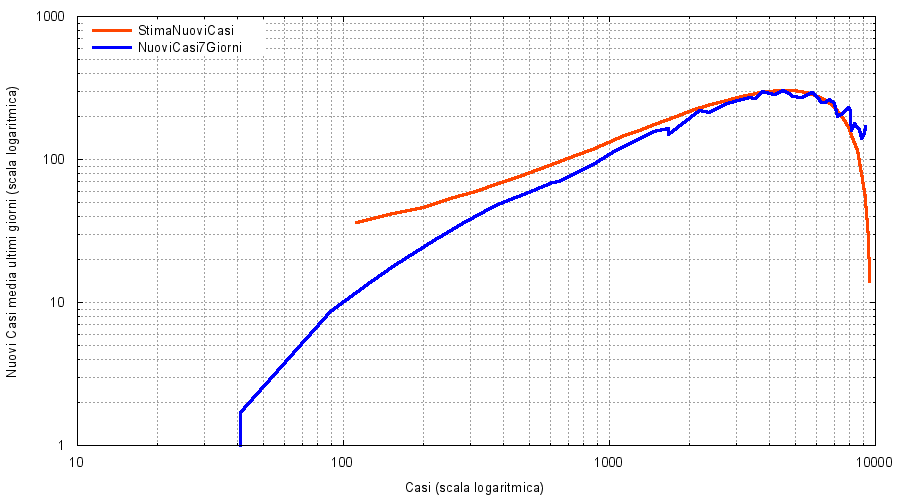 1000
StimaNuoviCasi
NuoviCasi7Giorni
100
10
1
Nuovi Casi media ultimi giorni (scala logaritmica)
10
100
1000
10000
Casi (scala logaritmica)